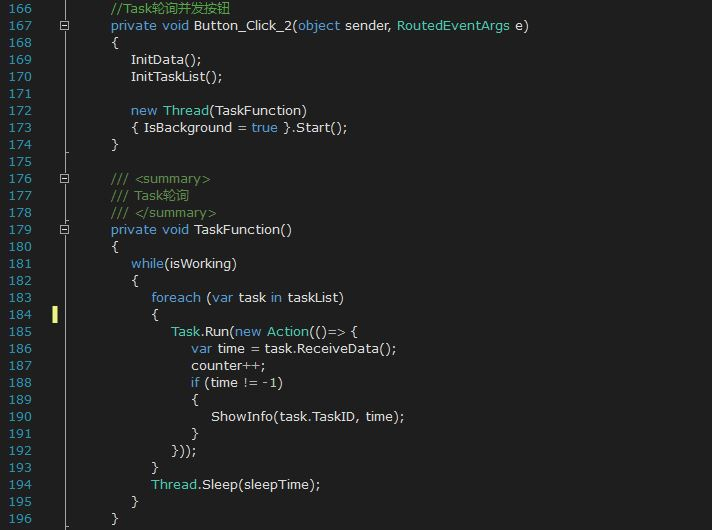 166 //Task轮询并发按钮
167 private void Button_Click_2(object sender, RoutedEventArgs e)
168 {
169 InitData();
170 InitTaskList();
171
172 new Thread(TaskFunction)
173 { IsBackground = true }.Start();
174 }
175
176 /// <summary>
177 /// Task轮询
178 /// </summary>
179 private void TaskFunction()
180 {
181 while(isWorking)
182 {
183 foreach (var task in taskList)
184 {
185 Task.Run(new Action(()=> {
186 var time = task.ReceiveData();
187 counter++;
188 if (time != -1)
189 {
190 ShowInfo(task.TaskID, time);
191 }
192 }));
193 }
194 Thread.Sleep(sleepTime);
195 }
196 }